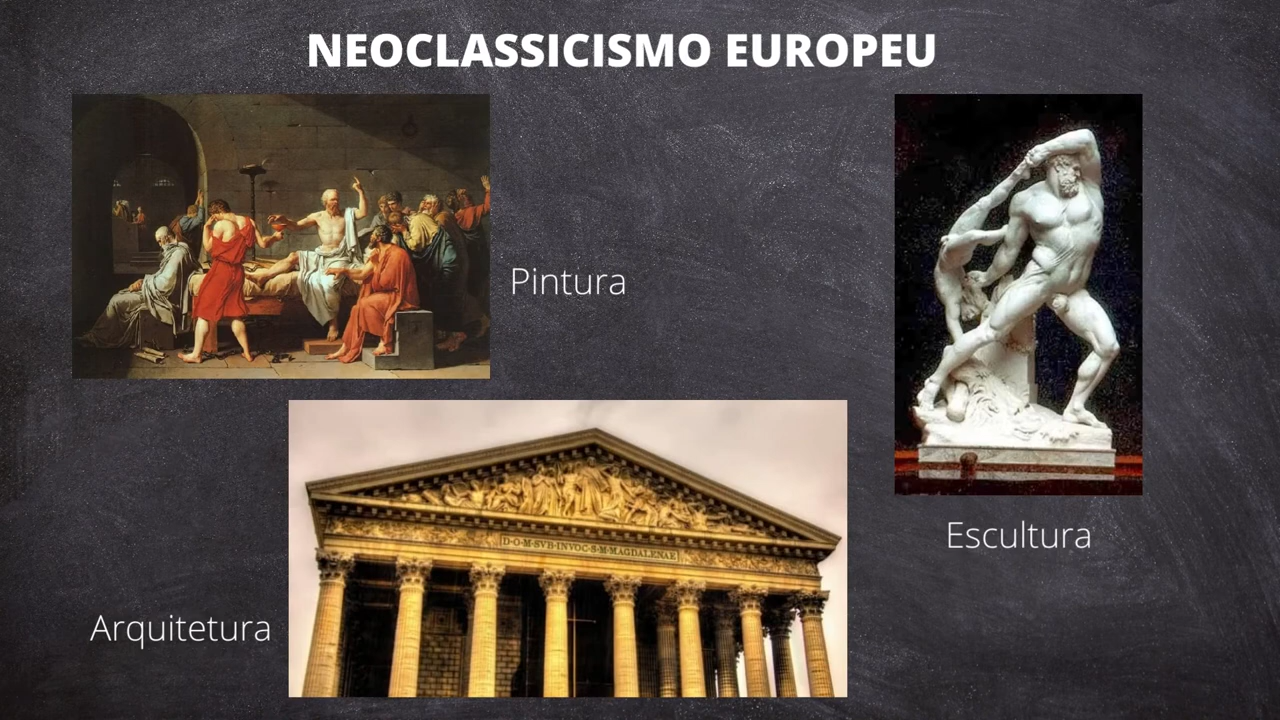 NEOCLASSICISMO EUROPEU
Pintura
D·O·M·SVB·INVOC·S·M·MAGDALENAE
Escultura
Arquitetura